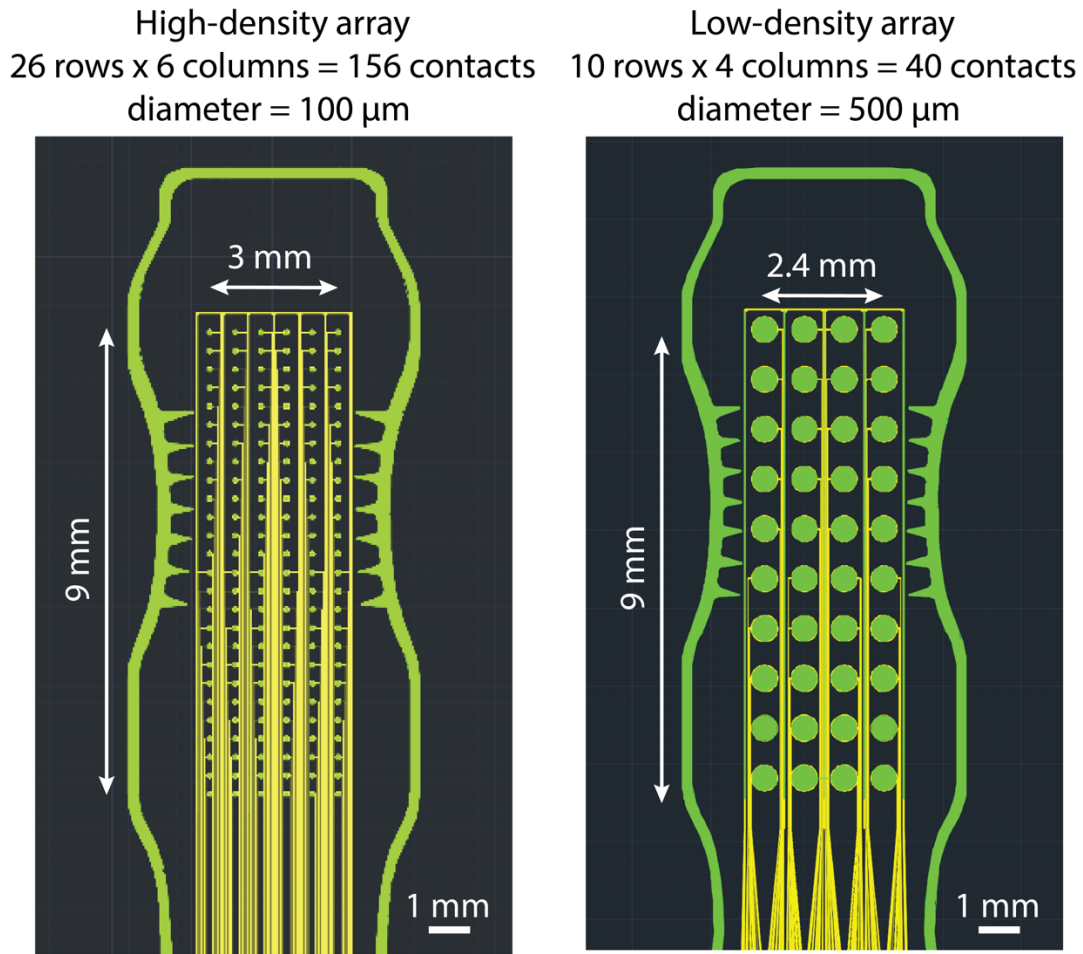 High-density array
26 rows x 6 columns = 156 contacts
diameter = 100 µm
3 mm
9 mm
1 mm
Low-density array
10 rows x 4 columns = 40 contacts
diameter = 500 µm
2.4 mm
9 mm
1 mm